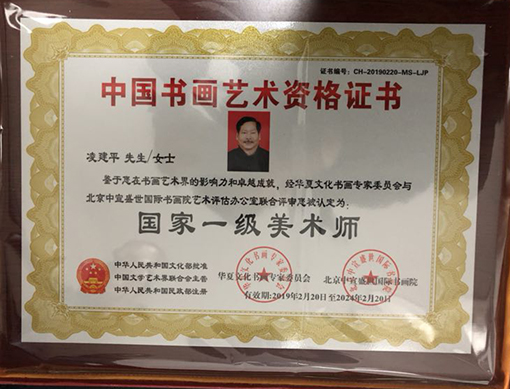 证书编号：CH-20190220-MS-LJP
中国书画艺术资格证书
凌建平 先生/女士
鉴于您在书画艺术界的影响力和卓越成就，经华夏文化书画专家委员会与
北京中宣盛世国际书画院艺术评估办公室联合评审您被认定为：
国家一级美术师
中华人民共和国文化部批准
中国文学艺术界联合会主管
中华人民共和国民政部注册
华夏文化书画专家委员会
北京中宣盛世国际书画院
有效期:2019年2月20日至2024年2月20日